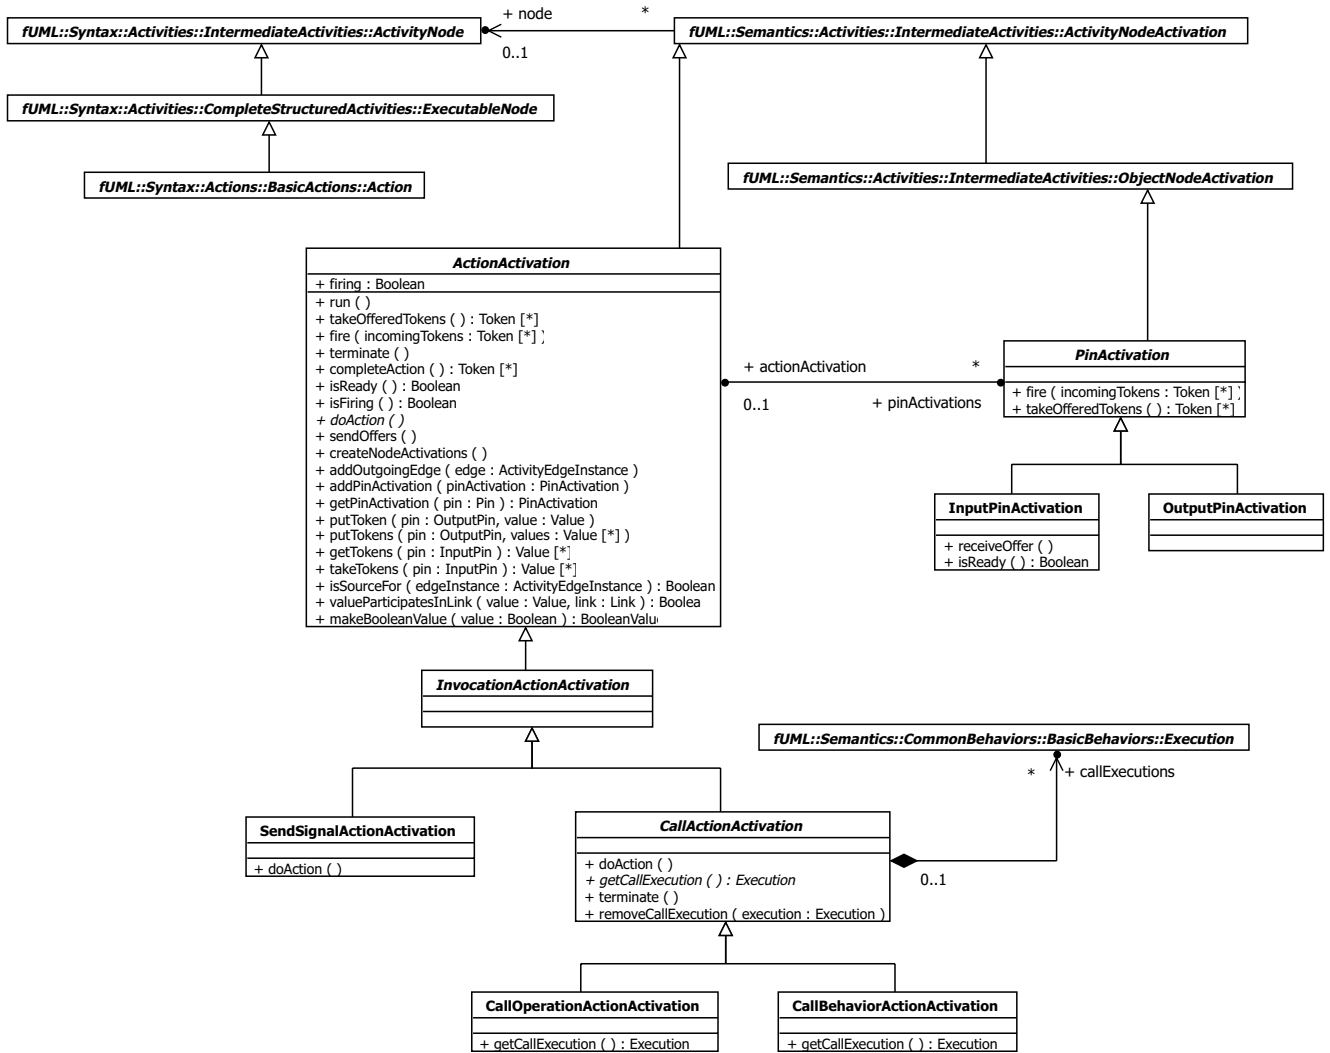 + node
*
fUML::Syntax::Activities::IntermediateActivities::ActivityNode
fUML::Semantics::Activities::IntermediateActivities::ActivityNodeActivation
0..1
fUML::Syntax::Activities::CompleteStructuredActivities::ExecutableNode
fUML::Syntax::Actions::BasicActions::Action
fUML::Semantics::Activities::IntermediateActivities::ObjectNodeActivation
ActionActivation
+ firing : Boolean
+ run ( )
+ takeOfferedTokens ( ) : Token [*]
+ fire ( incomingTokens : Token [*] )
+ terminate ( )
+ completeAction ( ) : Token [*]
+ isReady ( ) : Boolean
+ isFiring ( ) : Boolean
+ doAction ( )
+ sendOffers ( )
+ createNodeActivations ( )
+ addOutgoingEdge ( edge : ActivityEdgeInstance )
+ addPinActivation ( pinActivation : PinActivation )
+ getPinActivation ( pin : Pin ) : PinActivation
+ putToken ( pin : OutputPin, value : Value )
+ putTokens ( pin : OutputPin, values : Value [*] )
+ getTokens ( pin : InputPin ) : Value [*]
+ takeTokens ( pin : InputPin ) : Value [*]
+ isSourceFor ( edgeInstance : ActivityEdgeInstance ) : Boolean
+ valueParticipatesInLink ( value : Value, link : Link ) : Boolea
+ makeBooleanValue ( value : Boolean ) : BooleanValu
+ actionActivation
*
0..1
+ pinActivations
PinActivation
+ fire ( incomingTokens : Token [*] )
+ takeOfferedTokens ( ) : Token [*]
InputPinActivation
+ receiveOffer ( )
+ isReady ( ) : Boolean
OutputPinActivation
InvocationActionActivation
fUML::Semantics::CommonBehaviors::BasicBehaviors::Execution
*
+ callExecutions
SendSignalActionActivation
+ doAction ( )
CallActionActivation
+ doAction ( )
+ getCallExecution ( ) : Execution
+ terminate ( )
+ removeCallExecution ( execution : Execution )
0..1
CallOperationActionActivation
+ getCallExecution ( ) : Execution
CallBehaviorActionActivation
+ getCallExecution ( ) : Execution